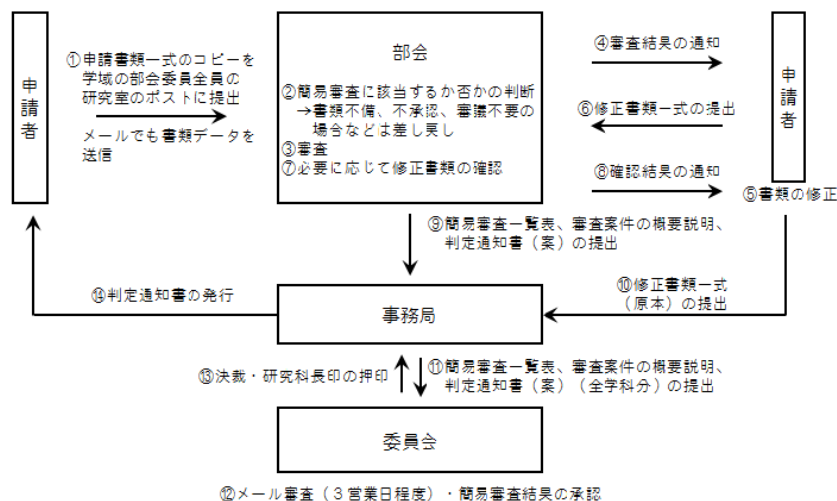 申請者
①申請書類一式のコピーを
学域の部会委員全員の
研究室のポストに提出
メールでも書類データを
送信
部会
②簡易審査に該当するか否かの判断
→書類不備、不承認、審議不要の
場合などは差し戻し
③審査
⑦必要に応じて修正書類の確認
④審査結果の通知
⑥修正書類一式の提出
⑧確認結果の通知
申請者
⑤書類の修正
⑨簡易審査一覧表、審査案件の概要説明、
判定通知書（案）の提出
⑩修正書類一式
（原本）の提出
⑭判定通知書の発行
事務局
⑬決裁・研究科長印の押印
⑪簡易審査一覧表、審査案件の概要説明、
判定通知書（案）（全学科分）の提出
委員会
⑫メール審査（３営業日程度）・簡易審査結果の承認